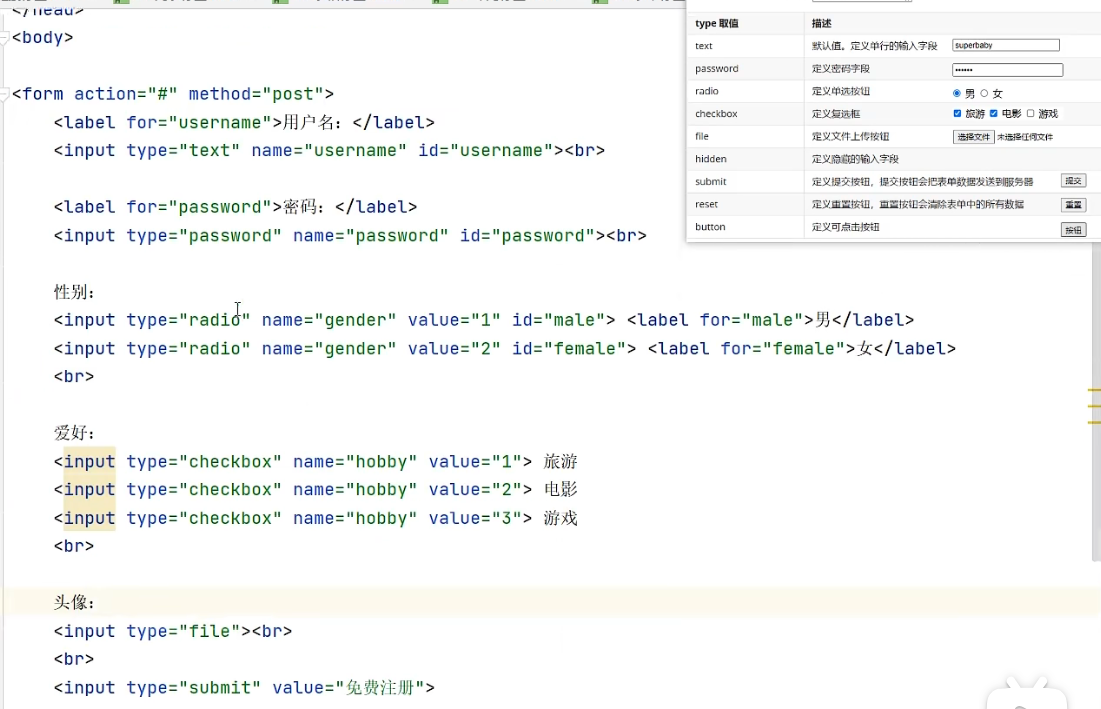 </head>
<body>
<form action="#" method="post">
<label for="username">用户名：</label>
<input type="text" name="username" id="username"><br>
<label for="password">密码：</label>
<input type="password" name="password" id="password"><br>
性别：
<input type="radio" name="gender" value="1" id="male"> <label for="male">男</label>
<input type="radio" name="gender" value="2" id="female"> <label for="female">女</label>
<br>
爱好：
<input type="checkbox" name="hobby" value="1"> 旅游
<input type="checkbox" name="hobby" value="2"> 电影
<input type="checkbox" name="hobby" value="3"> 游戏
<br>
头像：
<input type="file"><br>
<br>
<input type="submit" value="免费注册">
type 取值 描述
text 默认值。定义单行的输入字段 superbaby
password 定义密码字段 ••••••
radio 定义单选按钮 男 女
checkbox 定义复选框 旅游 电影 游戏
file 定义文件上传按钮 选择文件 未选择任何文件
hidden 定义隐藏的输入字段
submit 定义提交按钮，提交按钮会把表单数据发送到服务器 提交
reset 定义重置按钮，重置按钮会清除表单中的所有数据 重置
button 定义可点击按钮 按钮